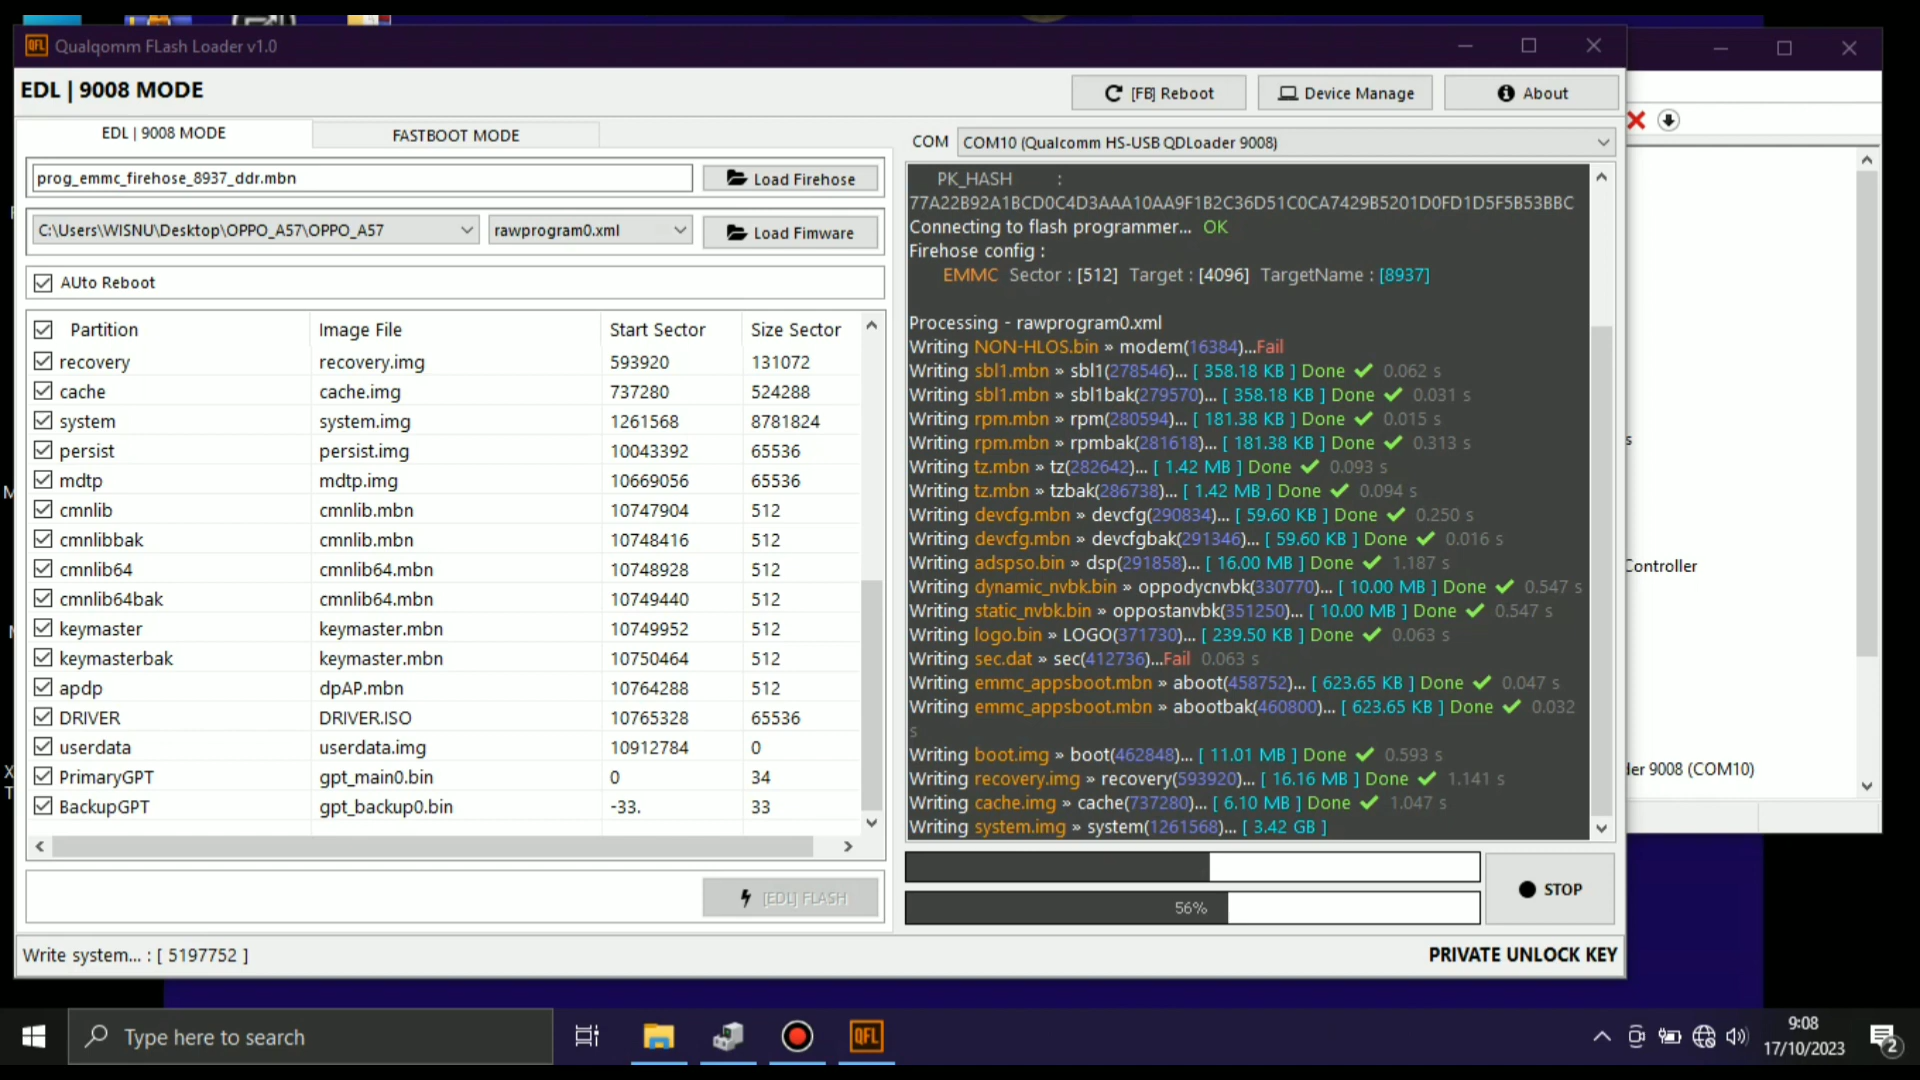 QFL Qualqomm FLash Loader v1.0
EDL | 9008 MODE
[FB] Reboot
Device Manage
About
EDL | 9008 MODE
FASTBOOT MODE
prog_emmc_firehose_8937_ddr.mbn
Load Firehose
C:\Users\WISNU\Desktop\OPPO_A57\OPPO_A57
rawprogram0.xml
Load Fimware
AUto Reboot
Partition Image File Start Sector Size Sector
recovery recovery.img 593920 131072
cache cache.img 737280 524288
system system.img 1261568 8781824
persist persist.img 10043392 65536
mdtp mdtp.img 10669056 65536
cmnlib cmnlib.mbn 10747904 512
cmnlibbak cmnlib.mbn 10748416 512
cmnlib64 cmnlib64.mbn 10748928 512
cmnlib64bak cmnlib64.mbn 10749440 512
keymaster keymaster.mbn 10749952 512
keymasterbak keymaster.mbn 10750464 512
apdp dpAP.mbn 10764288 512
DRIVER DRIVER.ISO 10765328 65536
userdata userdata.img 10912784 0
PrimaryGPT gpt_main0.bin 0 34
BackupGPT gpt_backup0.bin -33. 33
[EDL] FLASH
COM COM10 (Qualcomm HS-USB QDLoader 9008)
PK_HASH :
77A22B92A1BCD0C4D3AAA10AA9F1B2C36D51C0CA7429B5201D0FD1D5F5B53BBC
Connecting to flash programmer... OK
Firehose config :
EMMC Sector : [512] Target : [4096] TargetName : [8937]
Processing - rawprogram0.xml
Writing NON-HLOS.bin » modem(16384)...Fail
Writing sbl1.mbn » sbl1(278546)... [ 358.18 KB ] Done ✔ 0.062 s
Writing sbl1.mbn » sbl1bak(279570)... [ 358.18 KB ] Done ✔ 0.031 s
Writing rpm.mbn » rpm(280594)... [ 181.38 KB ] Done ✔ 0.015 s
Writing rpm.mbn » rpmbak(281618)... [ 181.38 KB ] Done ✔ 0.313 s
Writing tz.mbn » tz(282642)... [ 1.42 MB ] Done ✔ 0.093 s
Writing tz.mbn » tzbak(286738)... [ 1.42 MB ] Done ✔ 0.094 s
Writing devcfg.mbn » devcfg(290834)... [ 59.60 KB ] Done ✔ 0.250 s
Writing devcfg.mbn » devcfgbak(291346)... [ 59.60 KB ] Done ✔ 0.016 s
Writing adspso.bin » dsp(291858)... [ 16.00 MB ] Done ✔ 1.187 s
Writing dynamic_nvbk.bin » oppodycnvbk(330770)... [ 10.00 MB ] Done ✔ 0.547 s
Writing static_nvbk.bin » oppostanvbk(351250)... [ 10.00 MB ] Done ✔ 0.547 s
Writing logo.bin » LOGO(371730)... [ 239.50 KB ] Done ✔ 0.063 s
Writing sec.dat » sec(412736)...Fail 0.063 s
Writing emmc_appsboot.mbn » aboot(458752)... [ 623.65 KB ] Done ✔ 0.047 s
Writing emmc_appsboot.mbn » abootbak(460800)... [ 623.65 KB ] Done ✔ 0.032
s
Writing boot.img » boot(462848)... [ 11.01 MB ] Done ✔ 0.593 s
Writing recovery.img » recovery(593920)... [ 16.16 MB ] Done ✔ 1.141 s
Writing cache.img » cache(737280)... [ 6.10 MB ] Done ✔ 1.047 s
Writing system.img » system(1261568)... [ 3.42 GB ]
56%
STOP
Write system... : [ 5197752 ]
PRIVATE UNLOCK KEY
s
Controller
ler 9008 (COM10)
Type here to search
QFL
9:08
17/10/2023
2